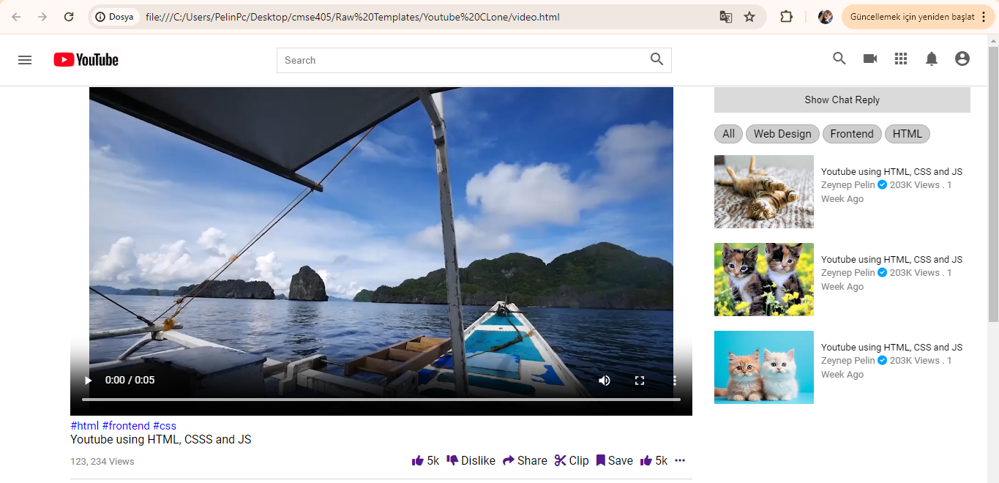 Dosya
file:///C:/Users/PelinPc/Desktop/cmse405/Raw%20Templates/Youtube%20CLone/video.html
Güncellemek için yeniden başlat
YouTube
Search
Show Chat Reply
All Web Design Frontend HTML
Youtube using HTML, CSS and JS
Zeynep Pelin 203K Views . 1
Week Ago
Youtube using HTML, CSS and JS
Zeynep Pelin 203K Views . 1
Week Ago
Youtube using HTML, CSS and JS
Zeynep Pelin 203K Views . 1
Week Ago
0:00 / 0:05
#html #frontend #css
Youtube using HTML, CSSS and JS
123, 234 Views
5k Dislike Share Clip Save 5k